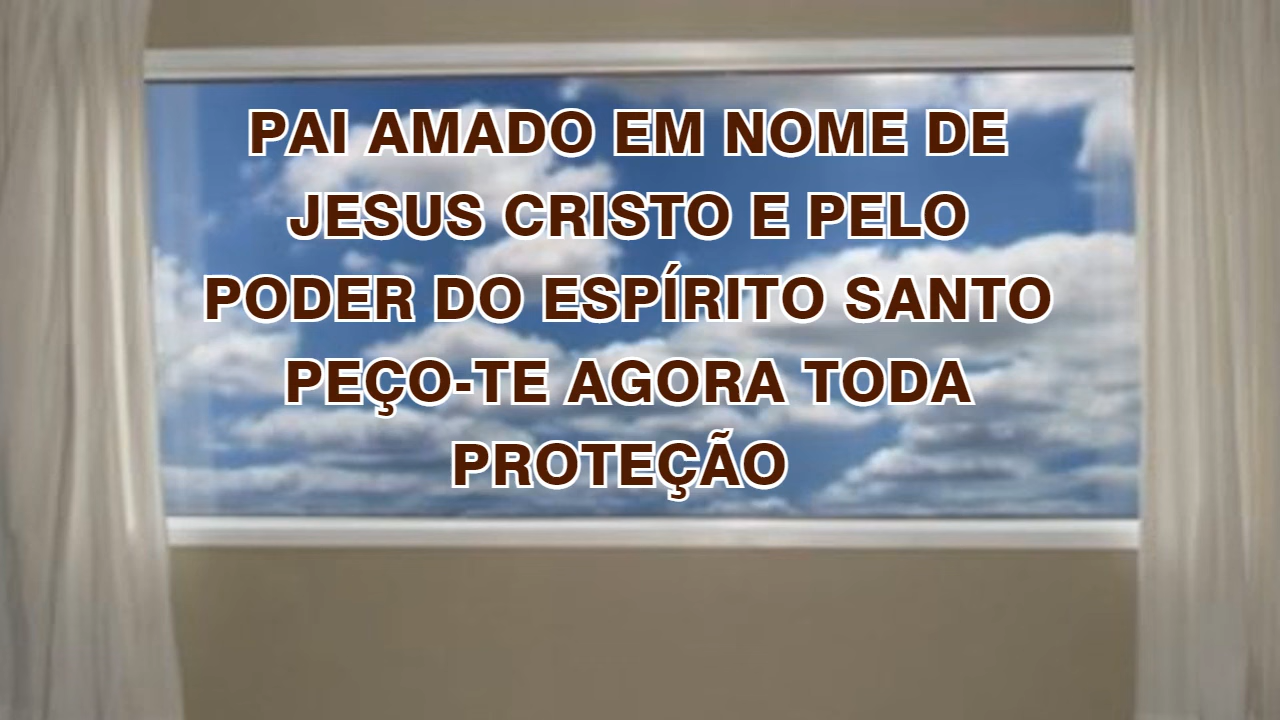 PAI AMADO EM NOME DE
JESUS CRISTO E PELO
PODER DO ESPÍRITO SANTO
PEÇO-TE AGORA TODA
PROTEÇÃO